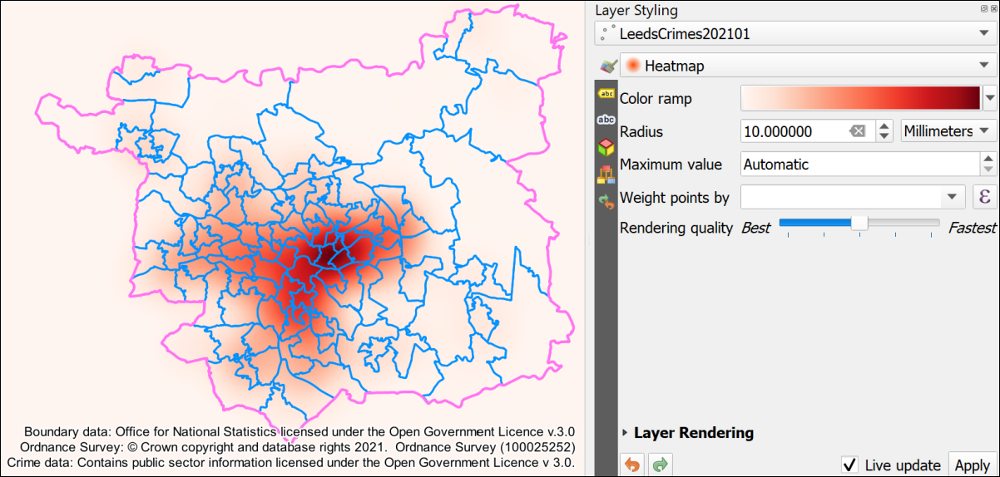 Layer Styling
LeedsCrimes202101
Heatmap
abc
Color ramp
abc
Radius
10.000000
Millimeters
Maximum value
Automatic
Weight points by
ε
Rendering quality
Best
Fastest
Boundary data: Office for National Statistics licensed under the Open Government Licence v.3.0
Ordnance Survey: © Crown copyright and database rights 2021. Ordnance Survey (100025252)
Crime data: Contains public sector information licensed under the Open Government Licence v 3.0.
Layer Rendering
Live update
Apply